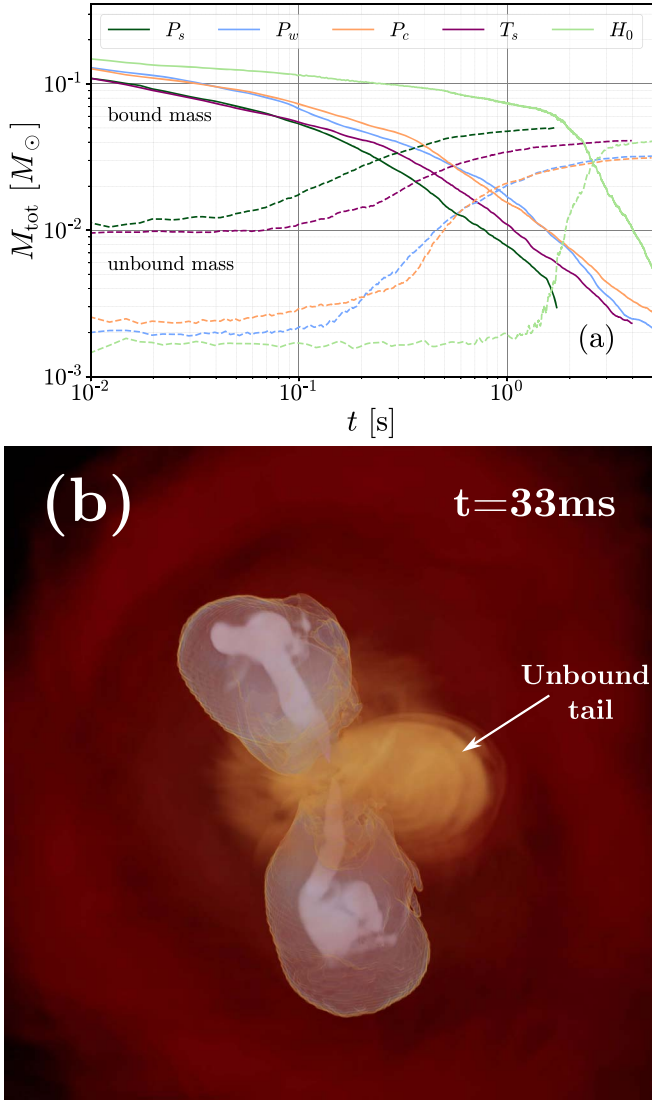 P_s P_w P_c T_s H_0
10^-1
bound mass
M_tot [M_⊙]
10^-2
unbound mass
(a)
10^-3
10^-2 10^-1 10^0
t [s]
(b) t=33ms
Unbound
tail